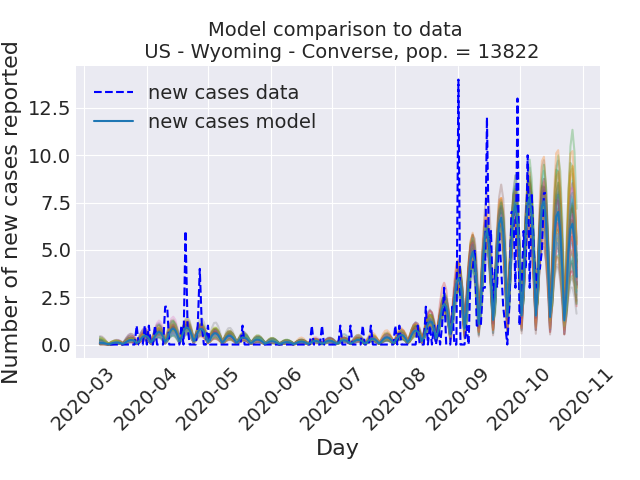 Model comparison to data
US - Wyoming - Converse, pop. = 13822
new cases data
new cases model
Number of new cases reported
12.5
10.0
7.5
5.0
2.5
0.0
2020-03
2020-04
2020-05
2020-06
2020-07
2020-08
2020-09
2020-10
2020-11
Day